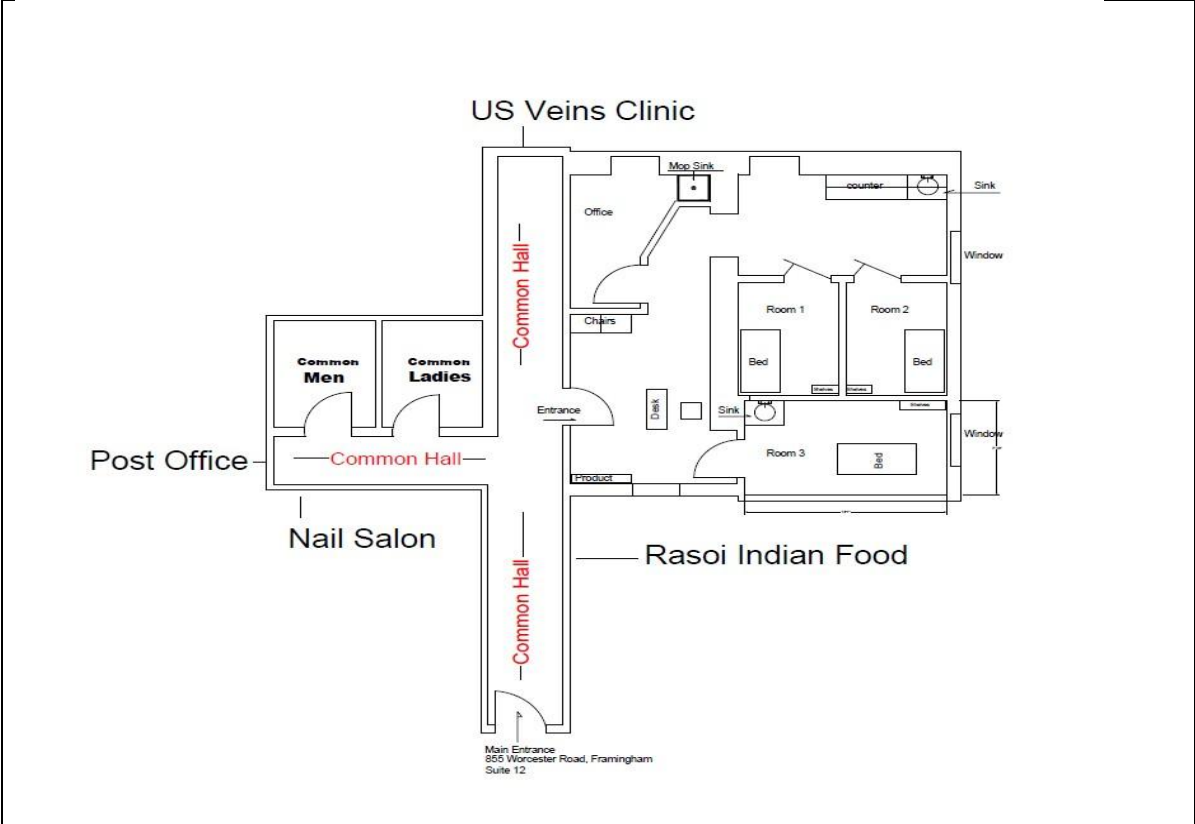 US Veins Clinic
Mop Sink
counter
Sink
Office
Common Hall
Window
Room 1
Room 2
Chairs
Bed
Bed
Common
Men
Common
Ladies
Shelves
Shelves
Desk
Sink
Shelves
Entrance
Window
Post Office
Common Hall
Room 3
Bed
Product
Nail Salon
Rasoi Indian Food
Common Hall
Main Entrance
855 Worcester Road, Framingham
Suite 12